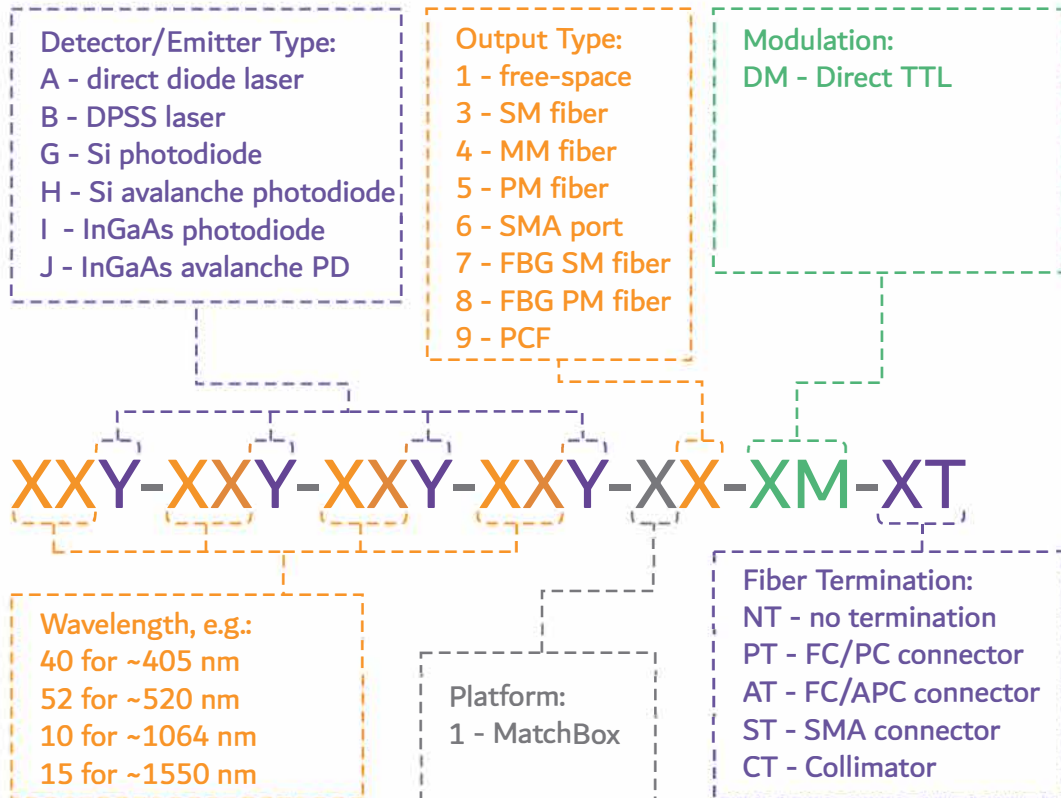 Detector/Emitter Type:
A - direct diode laser
B - DPSS laser
G - Si photodiode
H - Si avalanche photodiode
I - InGaAs photodiode
J - InGaAs avalanche PD
Output Type:
1 - free-space
3 - SM fiber
4 - MM fiber
5 - PM fiber
6 - SMA port
7 - FBG SM fiber
8 - FBG PM fiber
9 - PCF
Modulation:
DM - Direct TTL
XXY-XXY-XXY-XXY-XX-XM-XT
Wavelength, e.g.:
40 for ~405 nm
52 for ~520 nm
10 for ~1064 nm
15 for ~1550 nm
Platform:
1 - MatchBox
Fiber Termination:
NT - no termination
PT - FC/PC connector
AT - FC/APC connector
ST - SMA connector
CT - Collimator